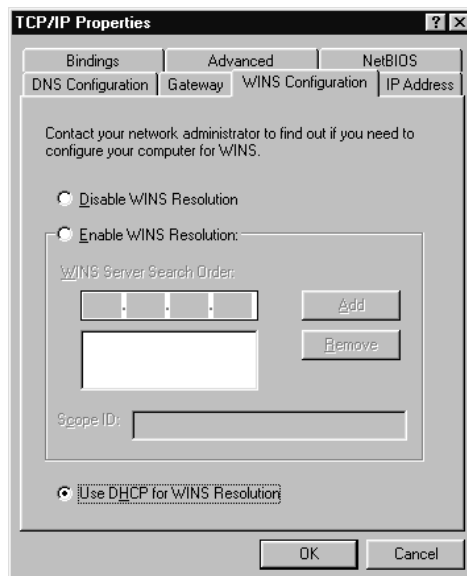 TCP/IP Properties
? ×
Bindings Advanced NetBIOS
DNS Configuration Gateway WINS Configuration IP Address
Contact your network administrator to find out if you need to
configure your computer for WINS.
Disable WINS Resolution
Enable WINS Resolution:
WINS Server Search Order:
Add
Remove
Scope ID:
Use DHCP for WINS Resolution
OK Cancel